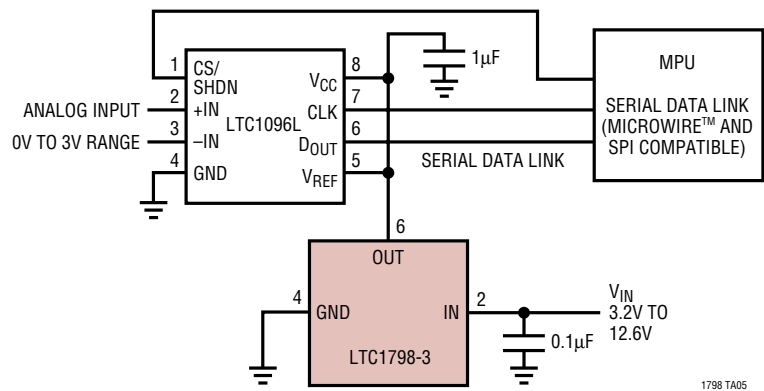 1
CS/
SHDN
VCC
8
1µF
MPU
ANALOG INPUT
2
+IN
LTC1096L
CLK
7
SERIAL DATA LINK
(MICROWIRE™ AND
SPI COMPATIBLE)
0V TO 3V RANGE
3
–IN
DOUT
6
4
GND
VREF
5
SERIAL DATA LINK
6
OUT
4
GND
IN
2
VIN
3.2V TO
12.6V
0.1µF
LTC1798-3
1798 TA05